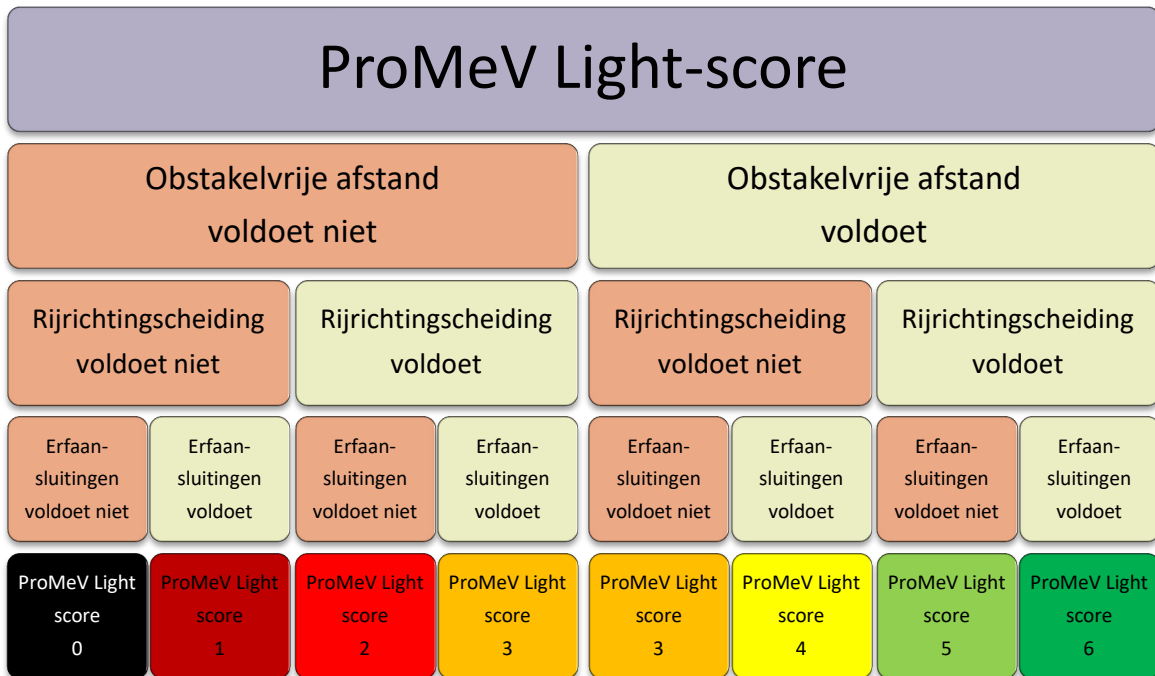 ProMeV Light-score
Obstakelvrije afstand
voldoet niet
Obstakelvrije afstand
voldoet
Rijrichtingscheiding
voldoet niet
Rijrichtingscheiding
voldoet
Rijrichtingscheiding
voldoet niet
Rijrichtingscheiding
voldoet
Erfaan-
sluitingen
voldoet niet
Erfaan-
sluitingen
voldoet
Erfaan-
sluitingen
voldoet niet
Erfaan-
sluitingen
voldoet
Erfaan-
sluitingen
voldoet niet
Erfaan-
sluitingen
voldoet
Erfaan-
sluitingen
voldoet niet
Erfaan-
sluitingen
voldoet
ProMeV Light
score
0
ProMeV Light
score
1
ProMeV Light
score
2
ProMeV Light
score
3
ProMeV Light
score
3
ProMeV Light
score
4
ProMeV Light
score
5
ProMeV Light
score
6